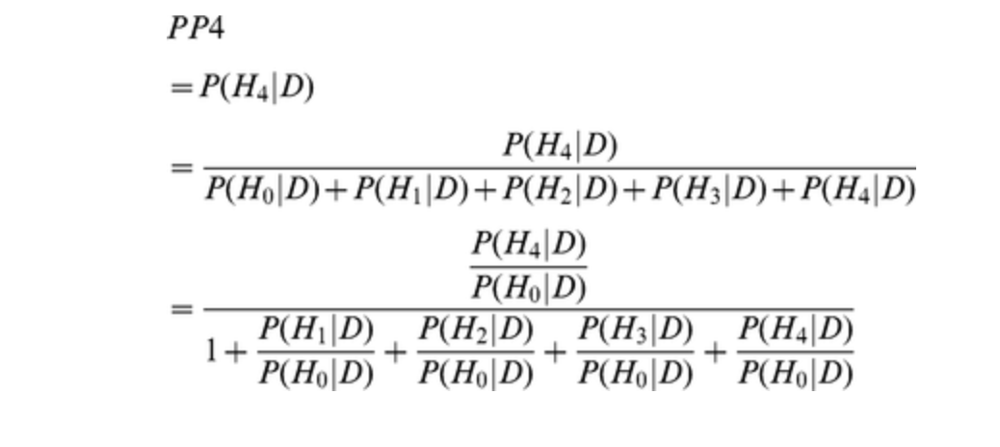 PP4
=P(H₄|D)
P(H₄|D)
=
P(H₀|D)+P(H₁|D)+P(H₂|D)+P(H₃|D)+P(H₄|D)
P(H₄|D)
P(H₀|D)
=
1+ P(H₁|D) + P(H₂|D) + P(H₃|D) + P(H₄|D)
P(H₀|D) P(H₀|D) P(H₀|D) P(H₀|D)